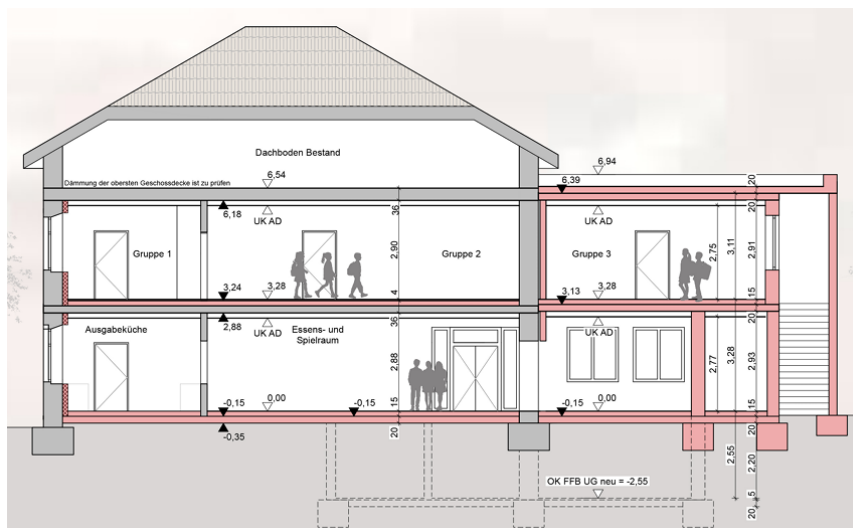 Dachboden Bestand
6,54
6,94
Dämmung der obersten Geschossdecke ist zu prüfen
6,39
20
36
20
6,18
UK AD
UK AD
Gruppe 1
Gruppe 2
Gruppe 3
2,90
2,75
3,11
2,91
3,24
3,28
4
3,13
3,28
15
2,88
UK AD
36
UK AD
20
Ausgabeküche
Essens- und
Spielraum
2,88
2,77
3,28
2,93
-0,15
0,00
-0,15
15
-0,15
0,00
15
-0,35
20
20
2,55
2,20
OK FFB UG neu = -2,55
5
20